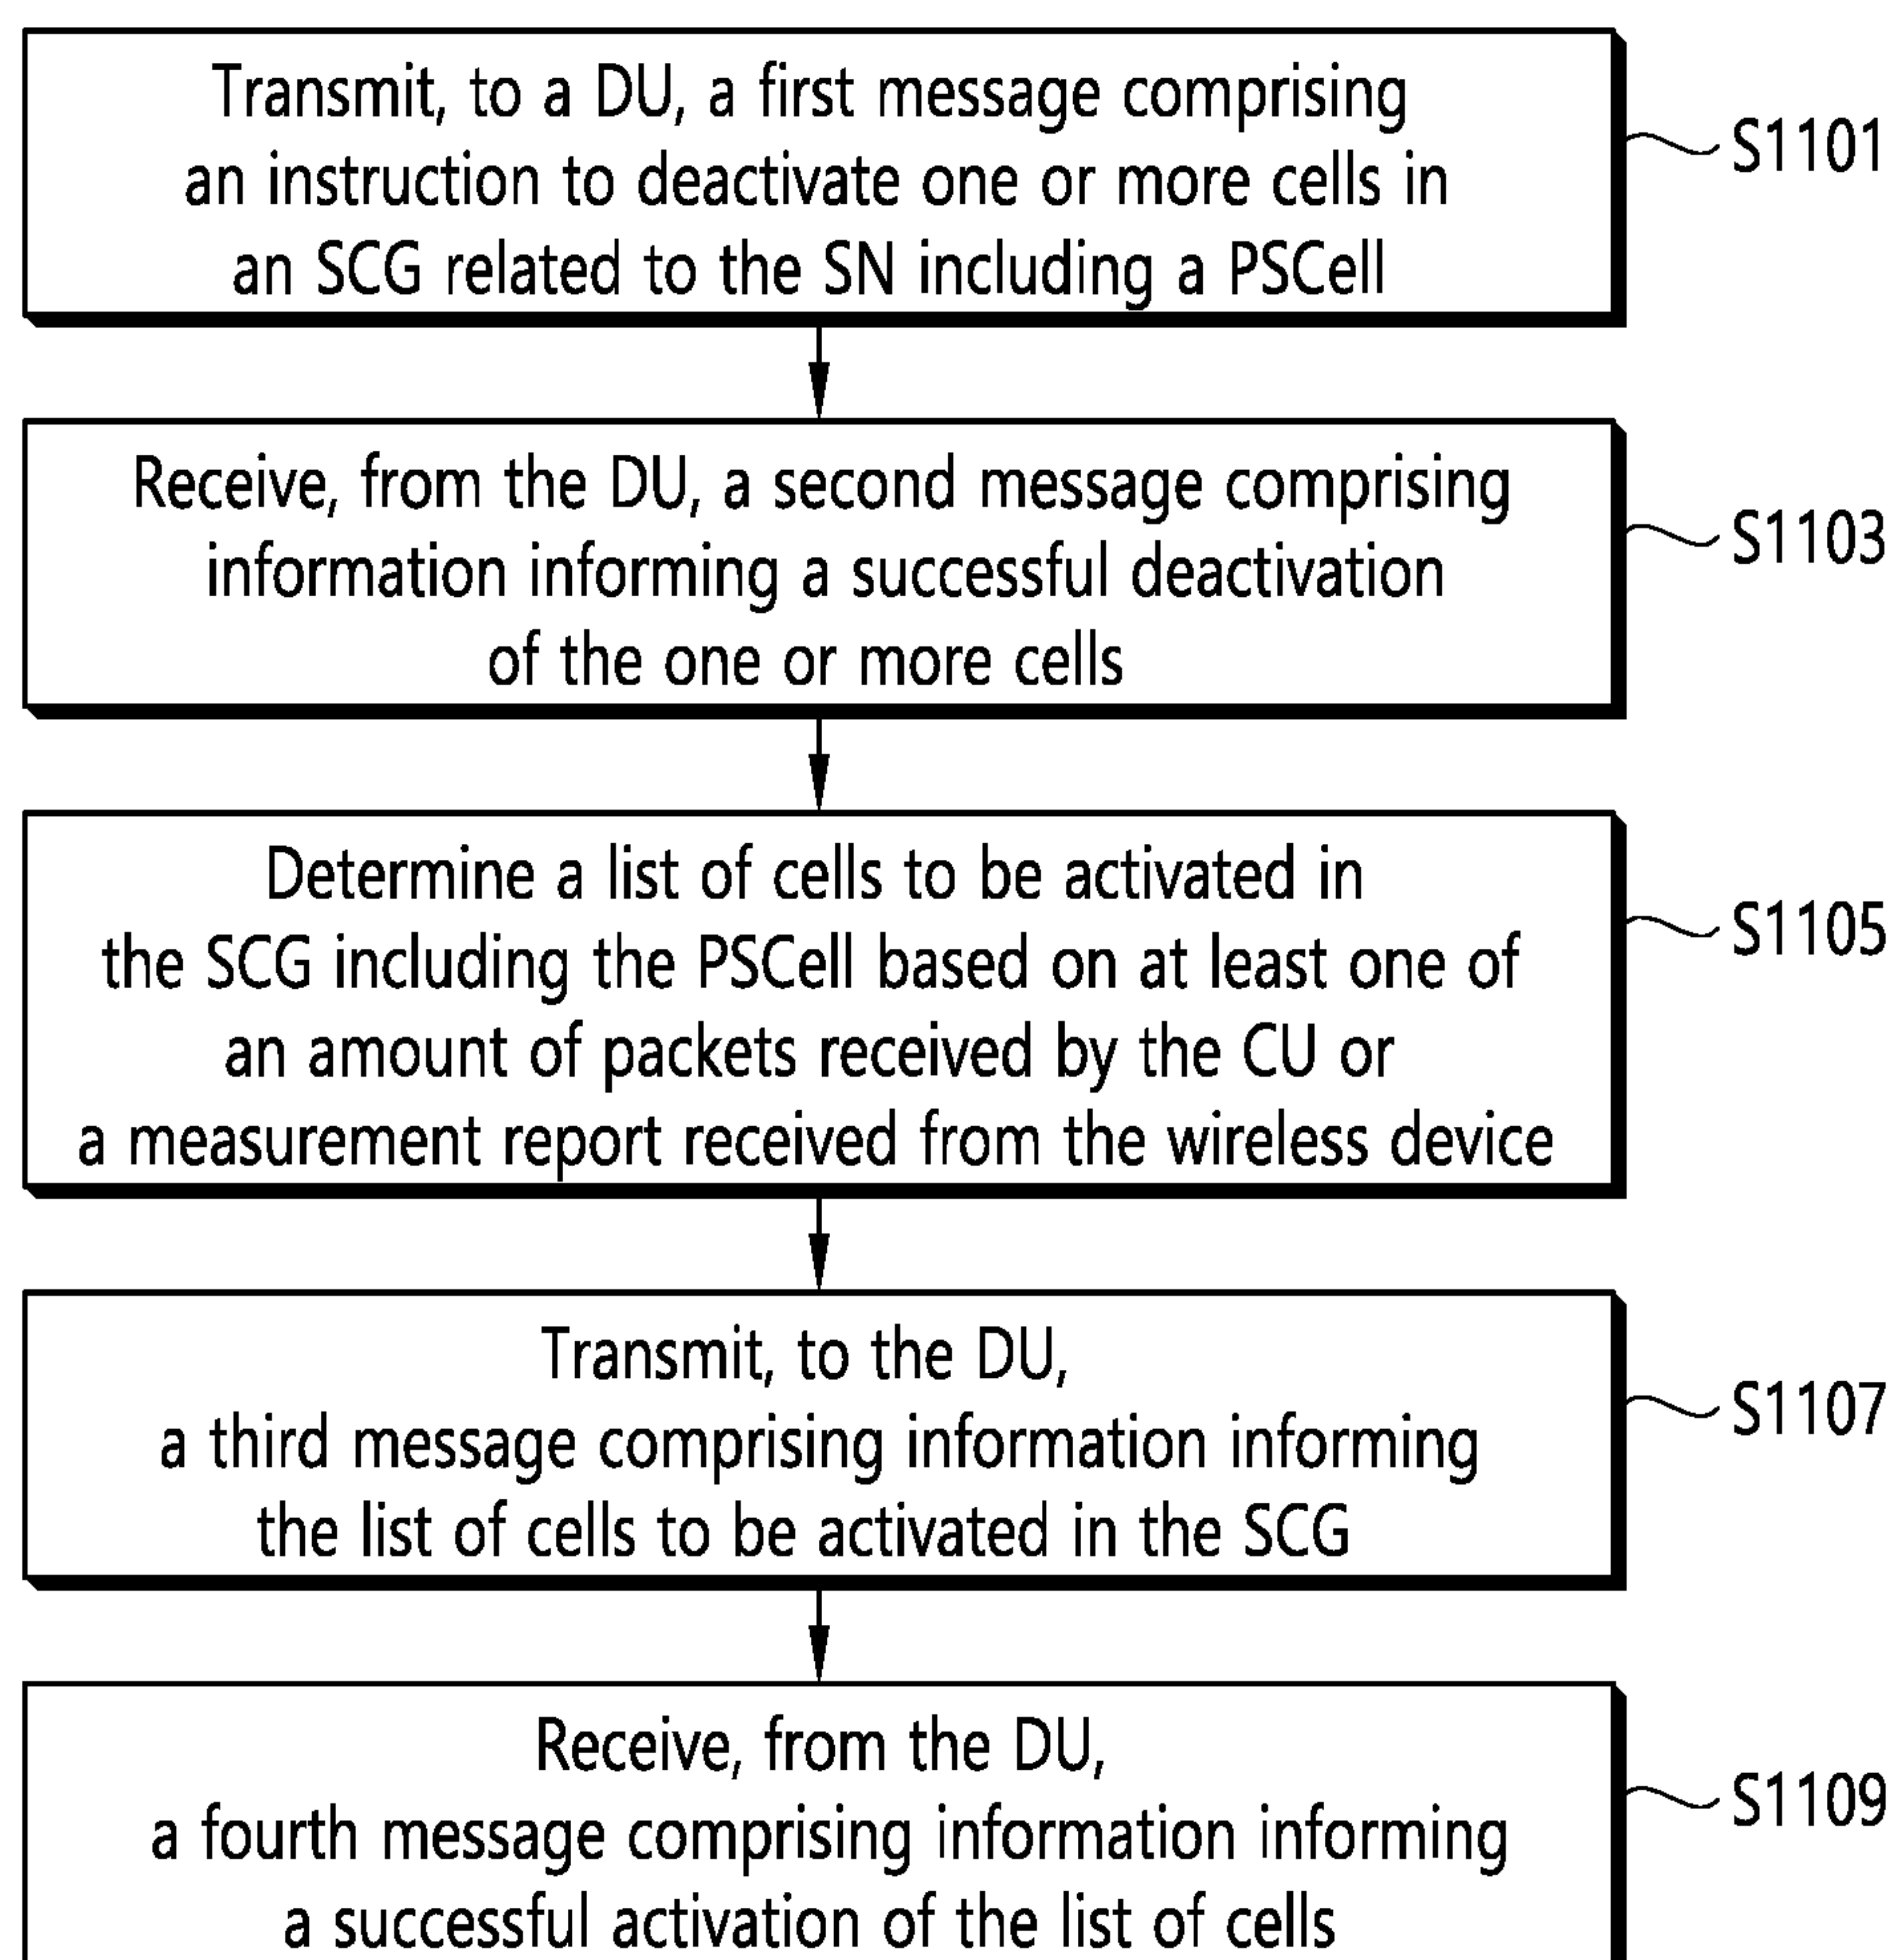 Transmit, to a DU, a first message comprising
an instruction to deactivate one or more cells in
an SCG related to the SN including a PSCell
S1101
Receive, from the DU, a second message comprising
information informing a successful deactivation
of the one or more cells
S1103
Determine a list of cells to be activated in
the SCG including the PSCell based on at least one of
an amount of packets received by the CU or
a measurement report received from the wireless device
S1105
Transmit, to the DU,
a third message comprising information informing
the list of cells to be activated in the SCG
S1107
Receive, from the DU,
a fourth message comprising information informing
a successful activation of the list of cells
S1109